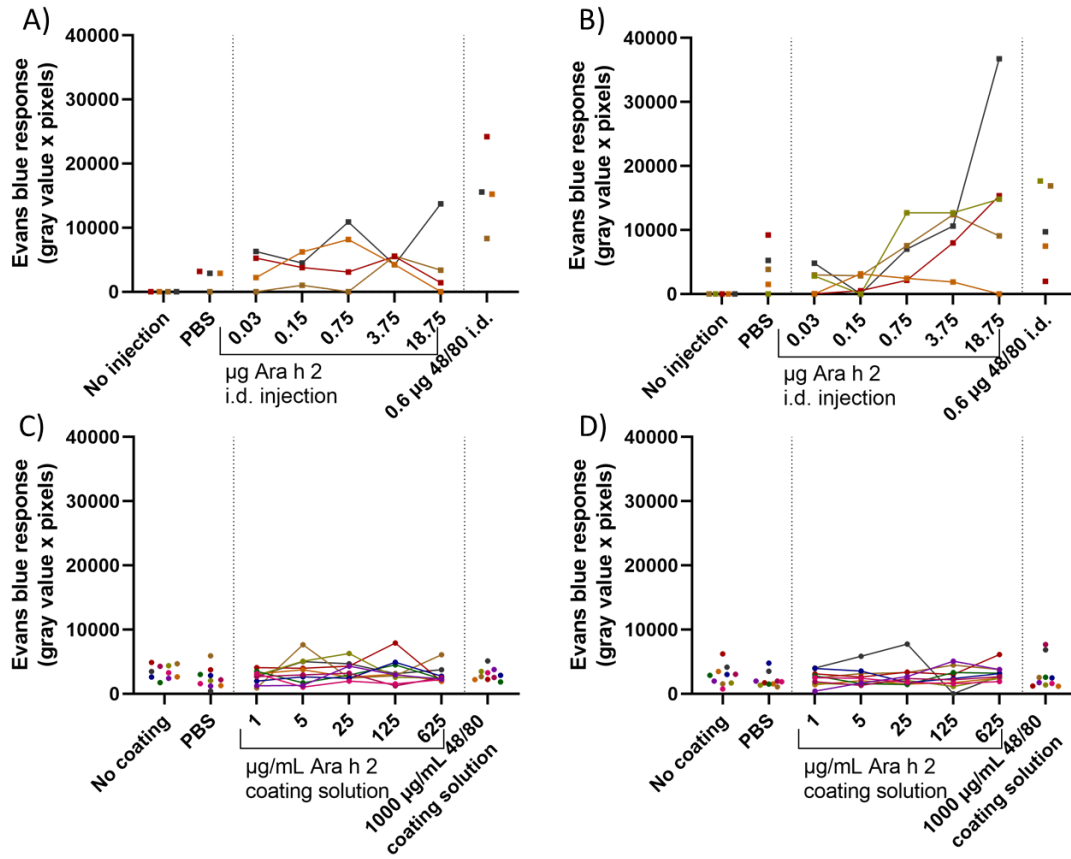 A)
Evans blue response
(gray value x pixels)
40000
30000
20000
10000
0
No injection
PBS
0.03
0.15
0.75
3.75
18.75
0.6 µg 48/80 i.d.
µg Ara h 2
i.d. injection
B)
Evans blue response
(gray value x pixels)
40000
30000
20000
10000
0
No injection
PBS
0.03
0.15
0.75
3.75
18.75
0.6 µg 48/80 i.d.
µg Ara h 2
i.d. injection
C)
Evans blue response
(gray value x pixels)
40000
30000
20000
10000
0
No coating
PBS
1
5
25
125
625
1000 µg/mL 48/80
coating solution
µg/mL Ara h 2
coating solution
D)
Evans blue response
(gray value x pixels)
40000
30000
20000
10000
0
No coating
PBS
1
5
25
125
625
1000 µg/mL 48/80
coating solution
µg/mL Ara h 2
coating solution